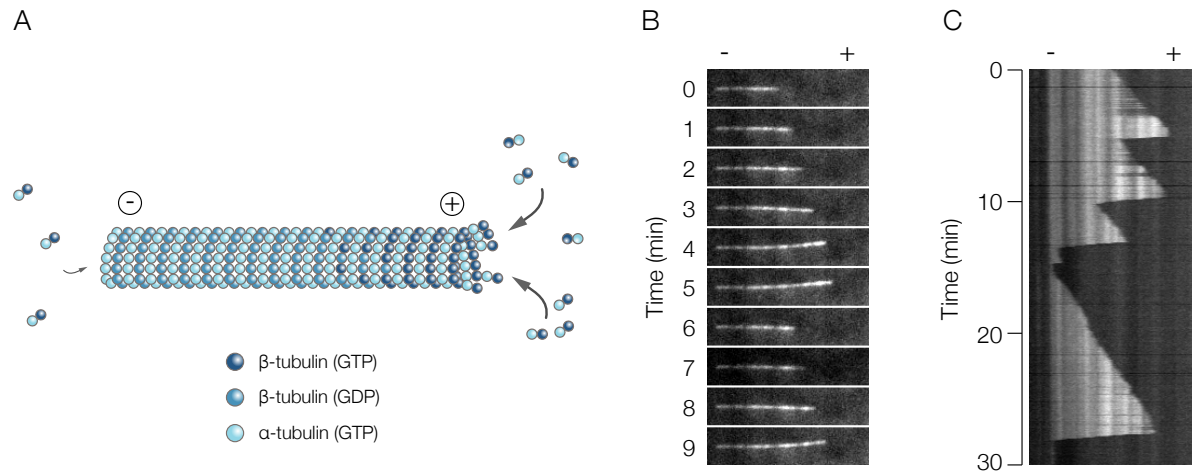 A
-
+
β-tubulin (GTP)
β-tubulin (GDP)
α-tubulin (GTP)
B
- +
Time (min)
0
1
2
3
4
5
6
7
8
9
C
- +
Time (min)
0
10
20
30